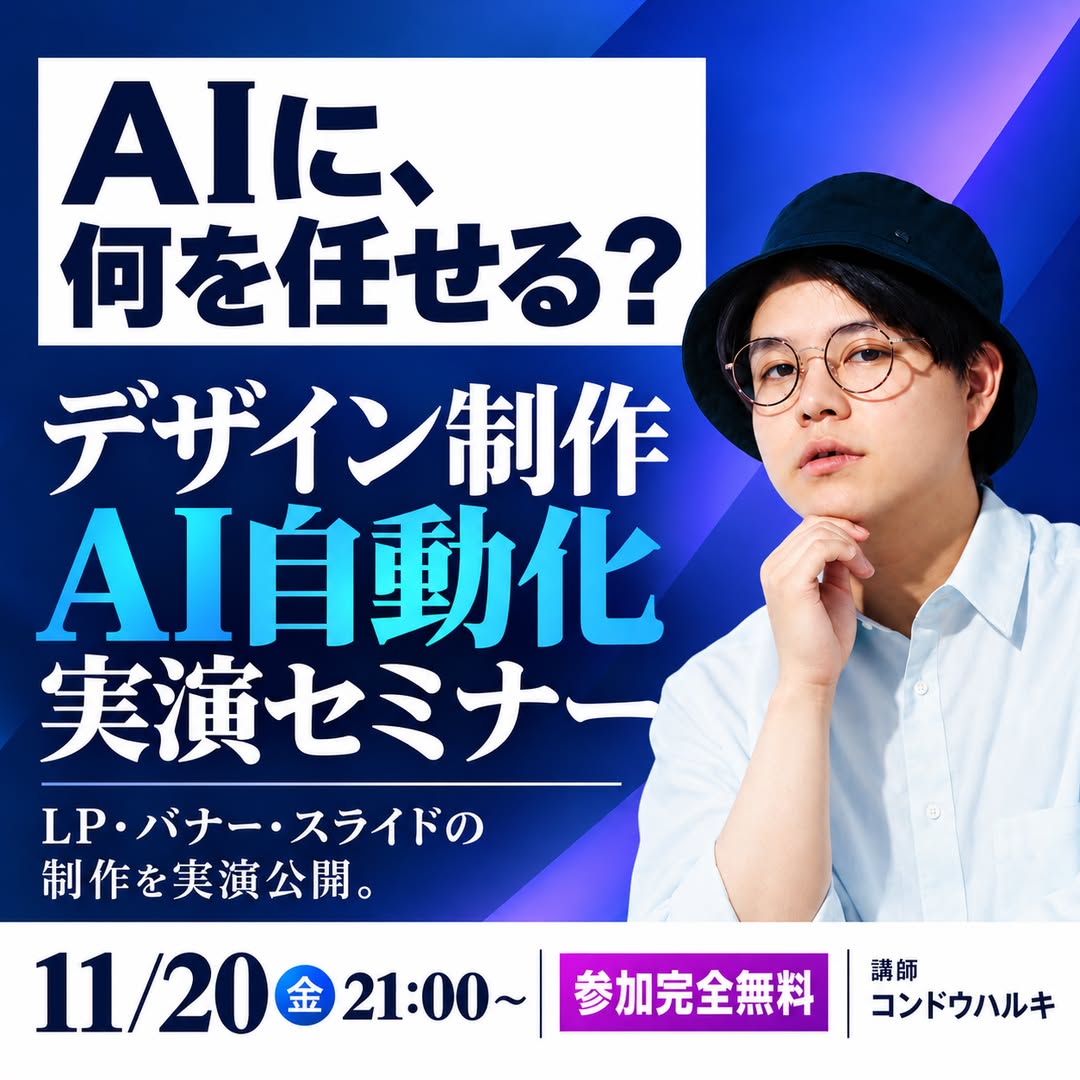 AIに、
何を任せる?
デザイン制作
AI自動化
実演セミナー
LP・バナー・スライドの
制作を実演公開。
11/20 金 21:00~
参加完全無料
講師
コンドウハルキ